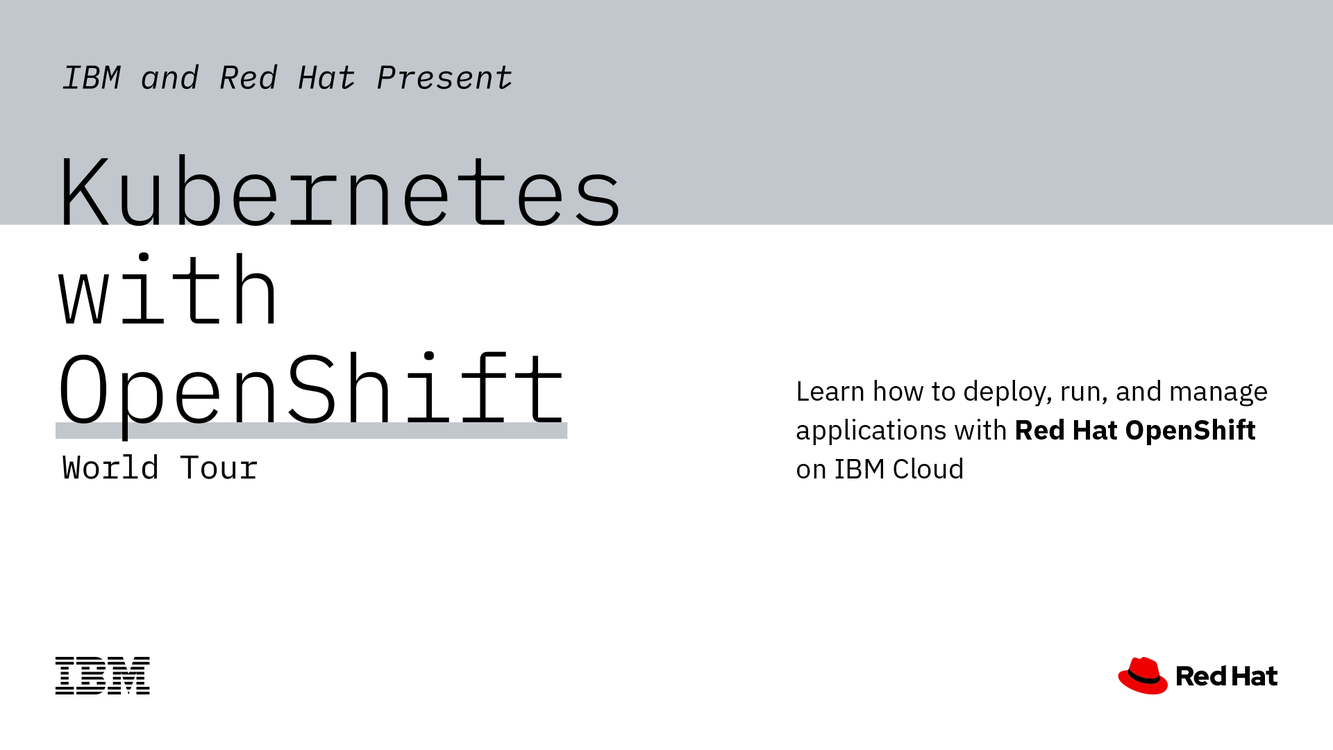 IBM and Red Hat Present
Kubernetes
with
OpenShift
World Tour
Learn how to deploy, run, and manage
applications with Red Hat OpenShift
on IBM Cloud
IBM
Red Hat